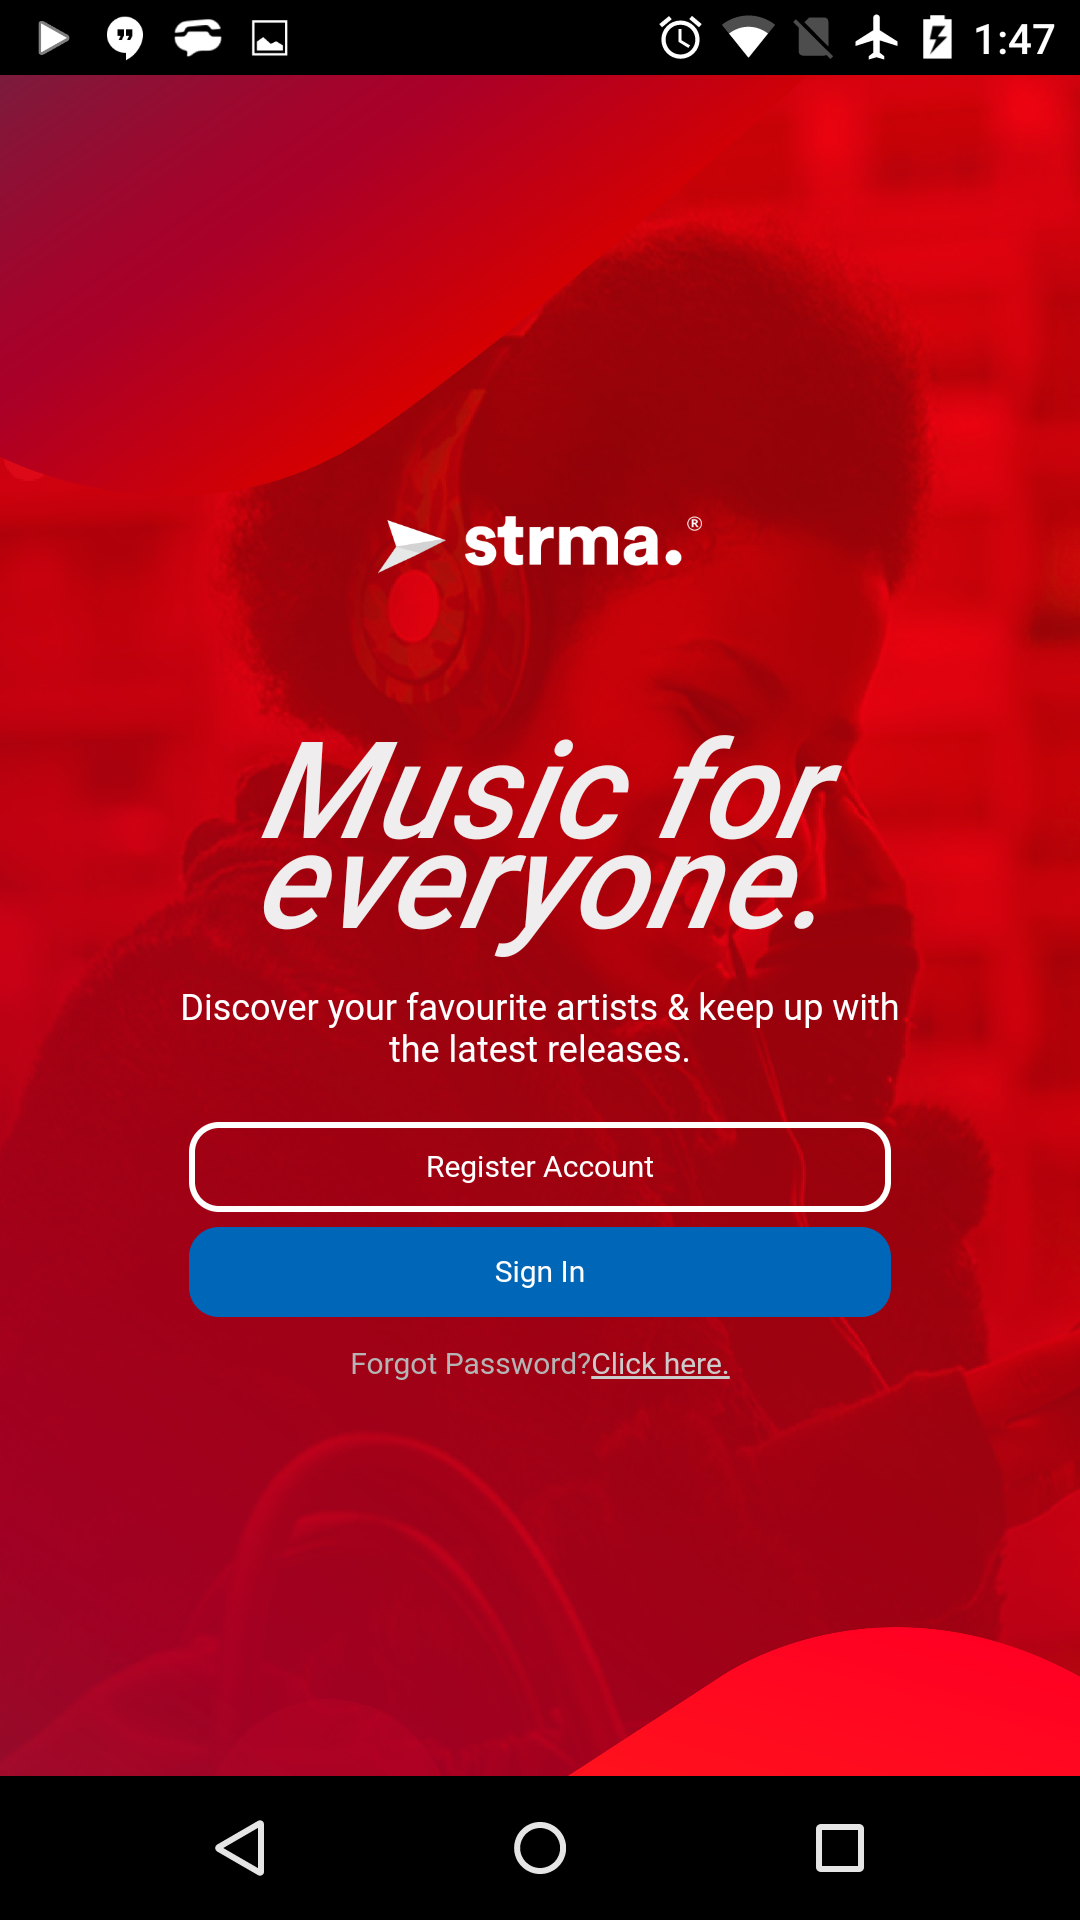 1:47
strma.®
Music for
everyone.
Discover your favourite artists & keep up with
the latest releases.
Register Account
Sign In
Forgot Password?Click here.